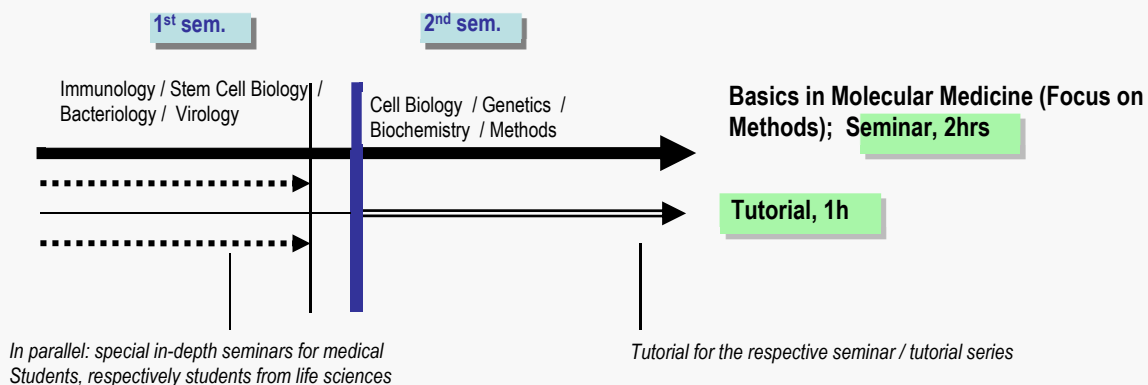 1st sem.
2nd sem.
Immunology / Stem Cell Biology /
Bacteriology / Virology
Cell Biology / Genetics /
Biochemistry / Methods
Basics in Molecular Medicine (Focus on
Methods); Seminar, 2hrs
Tutorial, 1h
In parallel: special in-depth seminars for medical
Students, respectively students from life sciences
Tutorial for the respective seminar / tutorial series